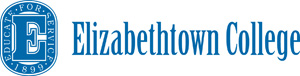 EDUCATE·FOR·SERVICE
E
·1899·
Elizabethtown College